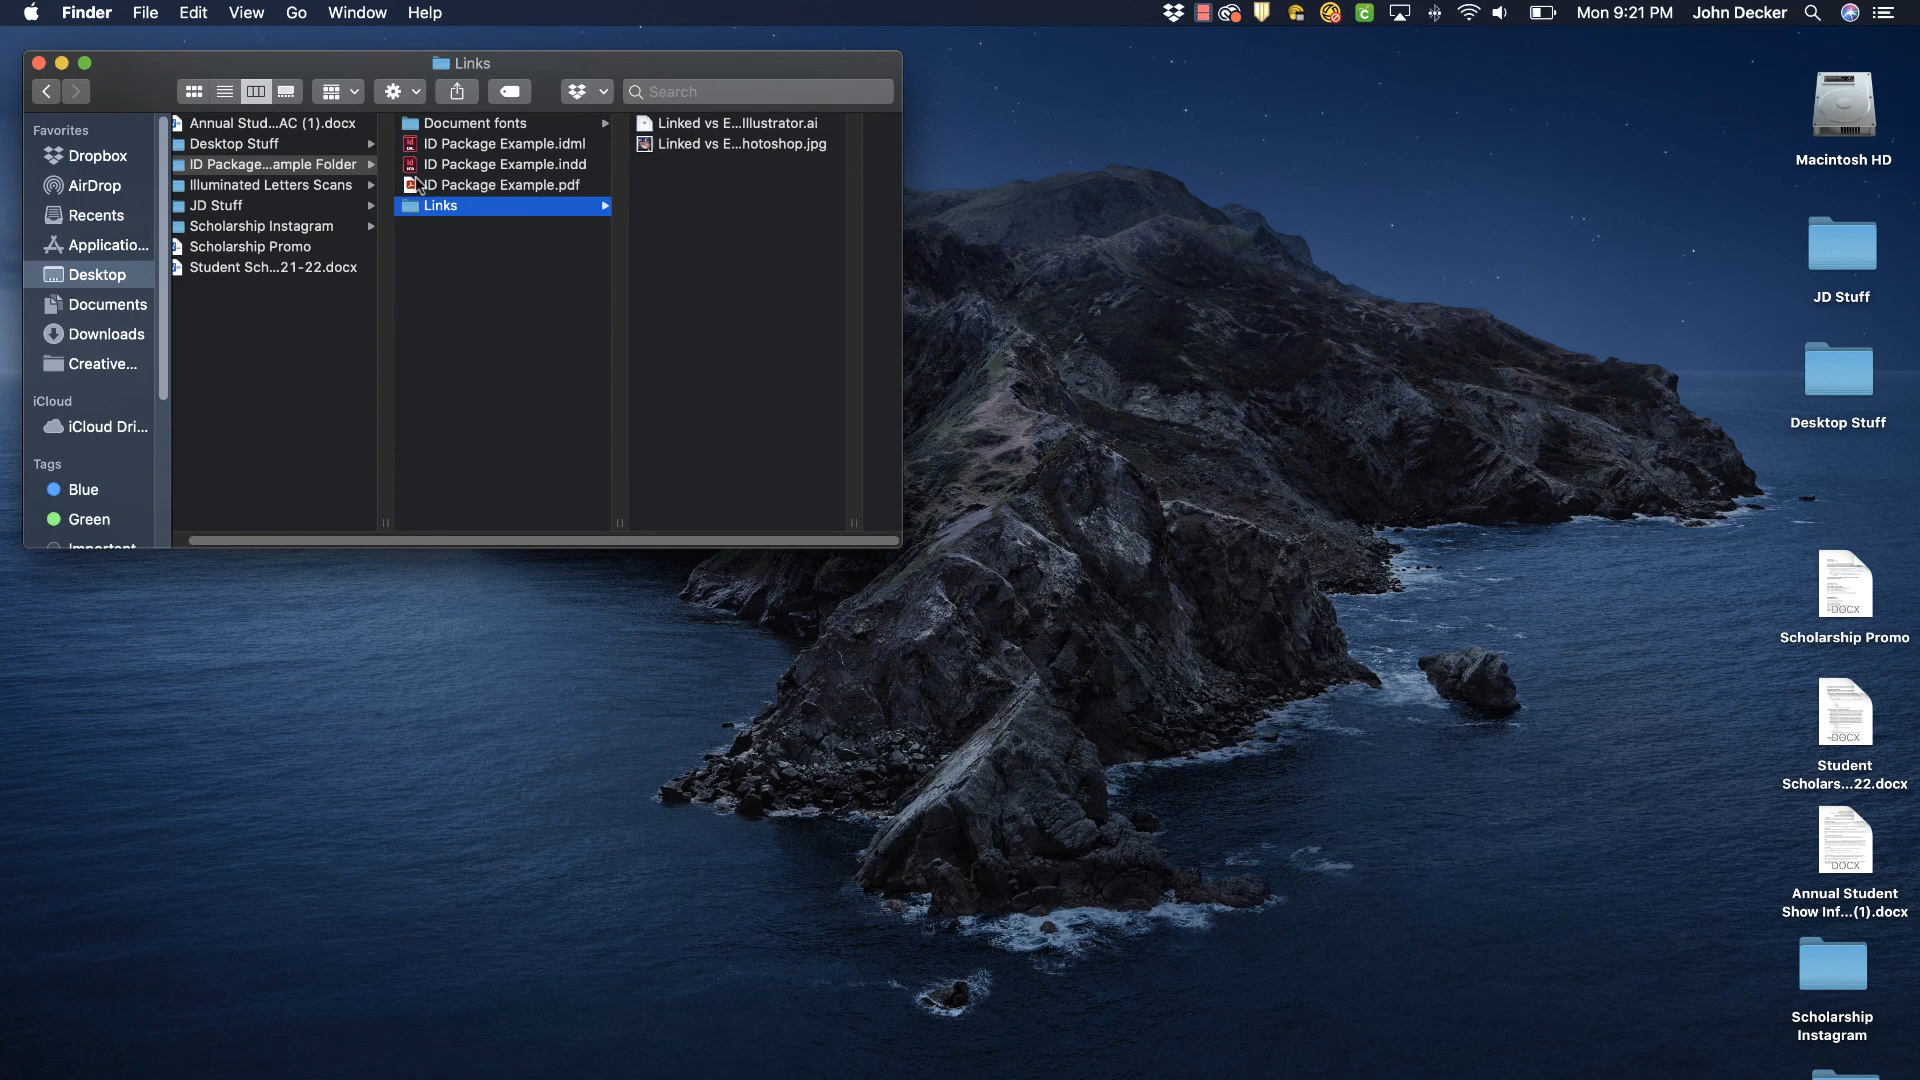 Finder File Edit View Go Window Help
Mon 9:21 PM John Decker
Links
Search
Favorites
Dropbox
AirDrop
Recents
Applicatio...
Desktop
Documents
Downloads
Creative...
iCloud
iCloud Dri...
Tags
Blue
Green
Important
Annual Stud...AC (1).docx
Desktop Stuff
ID Package...ample Folder
Illuminated Letters Scans
JD Stuff
Scholarship Instagram
Scholarship Promo
Student Sch...21-22.docx
Document fonts
ID Package Example.idml
ID Package Example.indd
ID Package Example.pdf
Links
Linked vs E...Illustrator.ai
Linked vs E...hotoshop.jpg
Macintosh HD
JD Stuff
Desktop Stuff
DOCX
Scholarship Promo
DOCX
Student
Scholars...22.docx
DOCX
Annual Student
Show Inf...(1).docx
Scholarship
Instagram